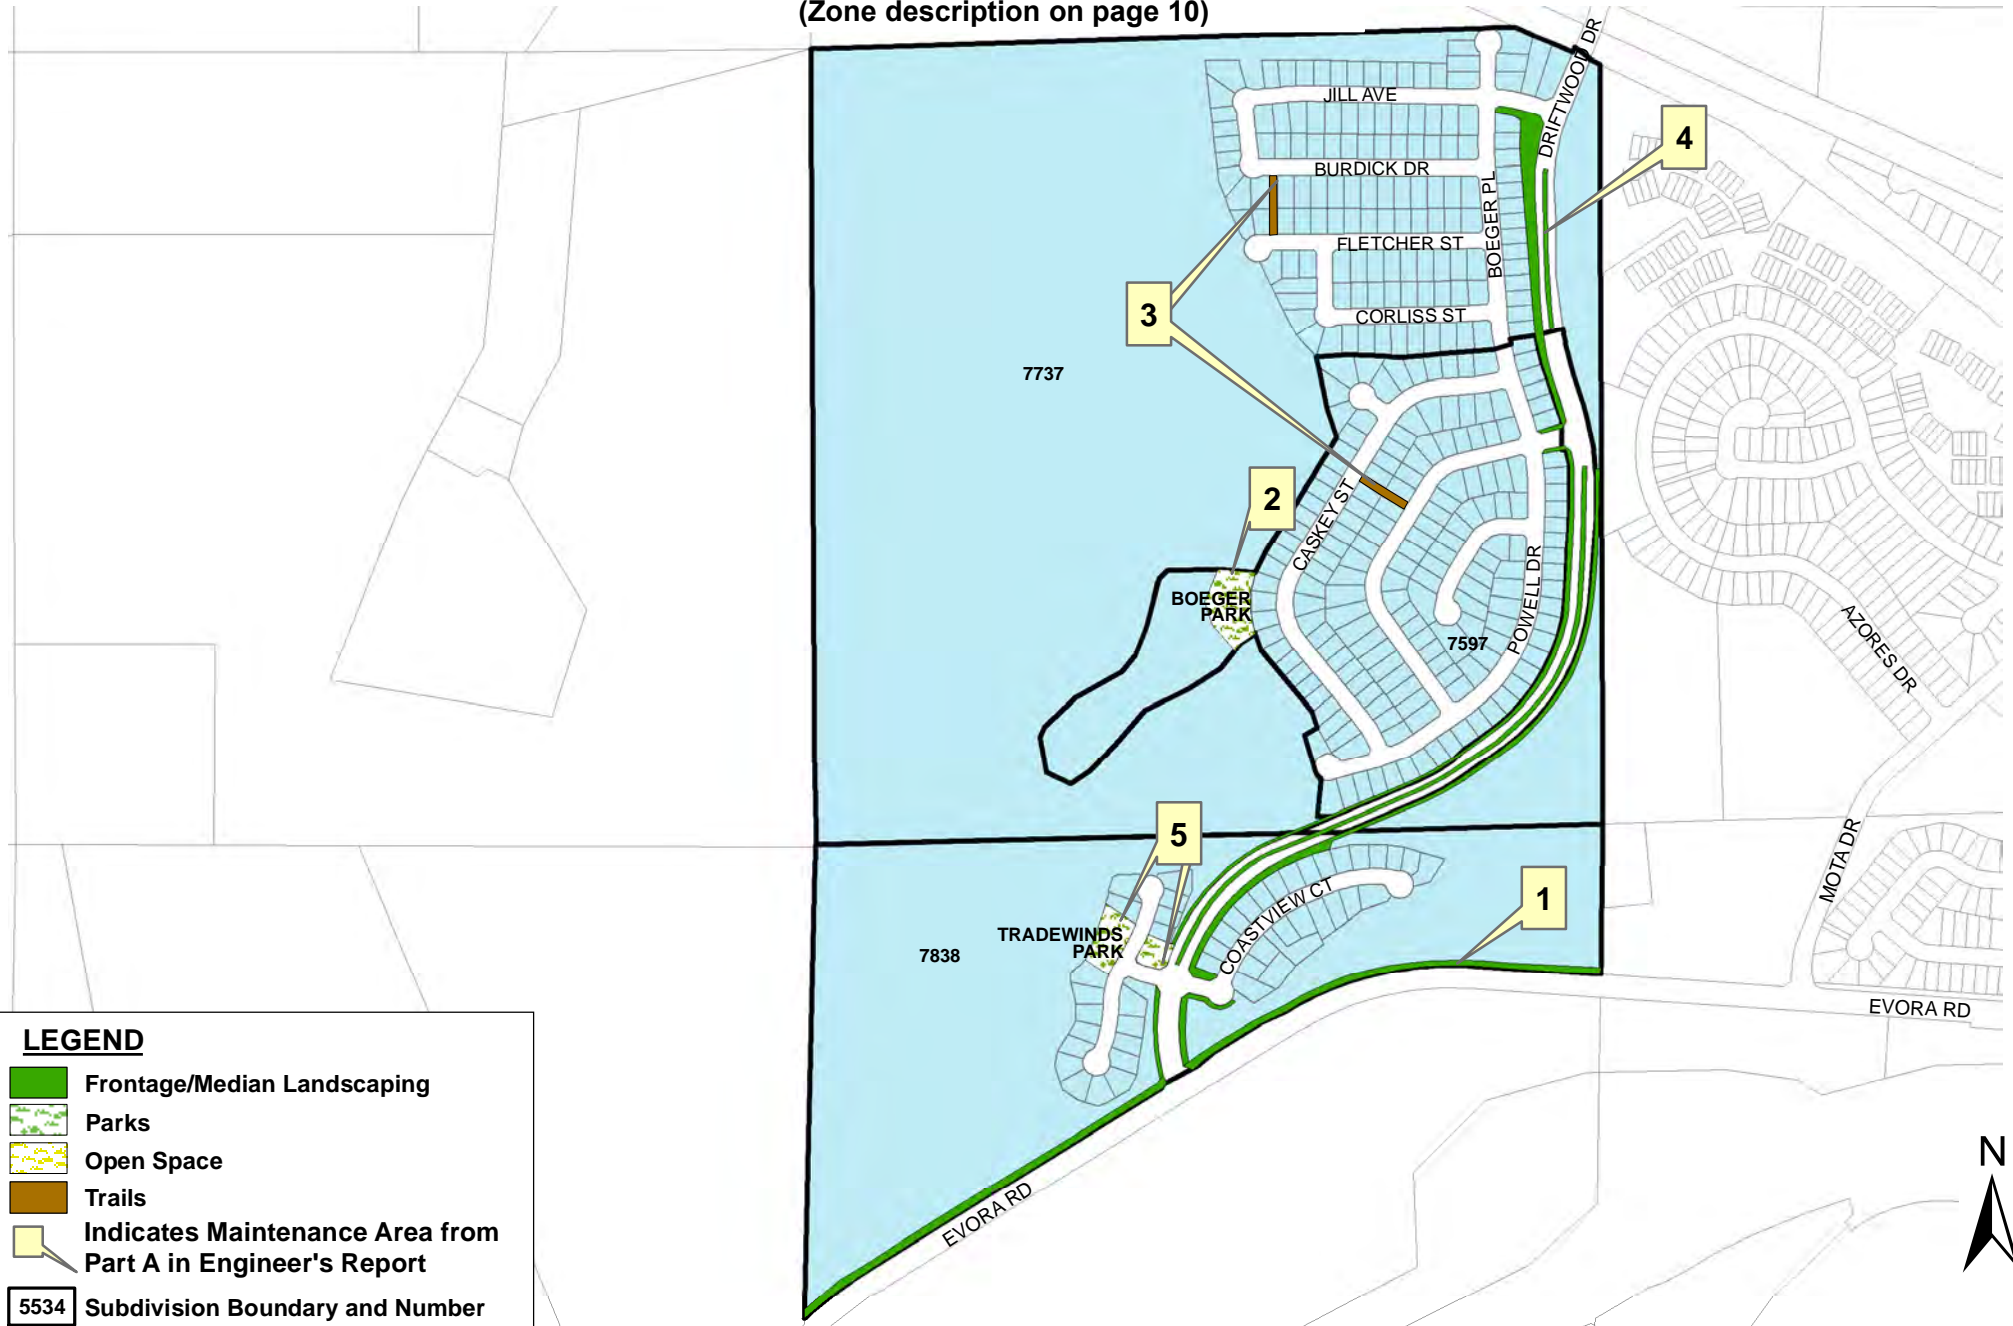 (Zone description on page 10)
DRIFTWOOD DR
JILL AVE
4
BURDICK DR
BOEGER PL
FLETCHER ST
3
CORLISS ST
7737
2
CASKEY ST
BOEGER
PARK
POWELL DR
7597
AZORES DR
5
MOTA DR
1
COASTVIEW CT
TRADEWINDS
PARK
7838
EVORA RD
EVORA RD
LEGEND
Frontage/Median Landscaping
Parks
Open Space
Trails
Indicates Maintenance Area from
Part A in Engineer's Report
5534 Subdivision Boundary and Number
N